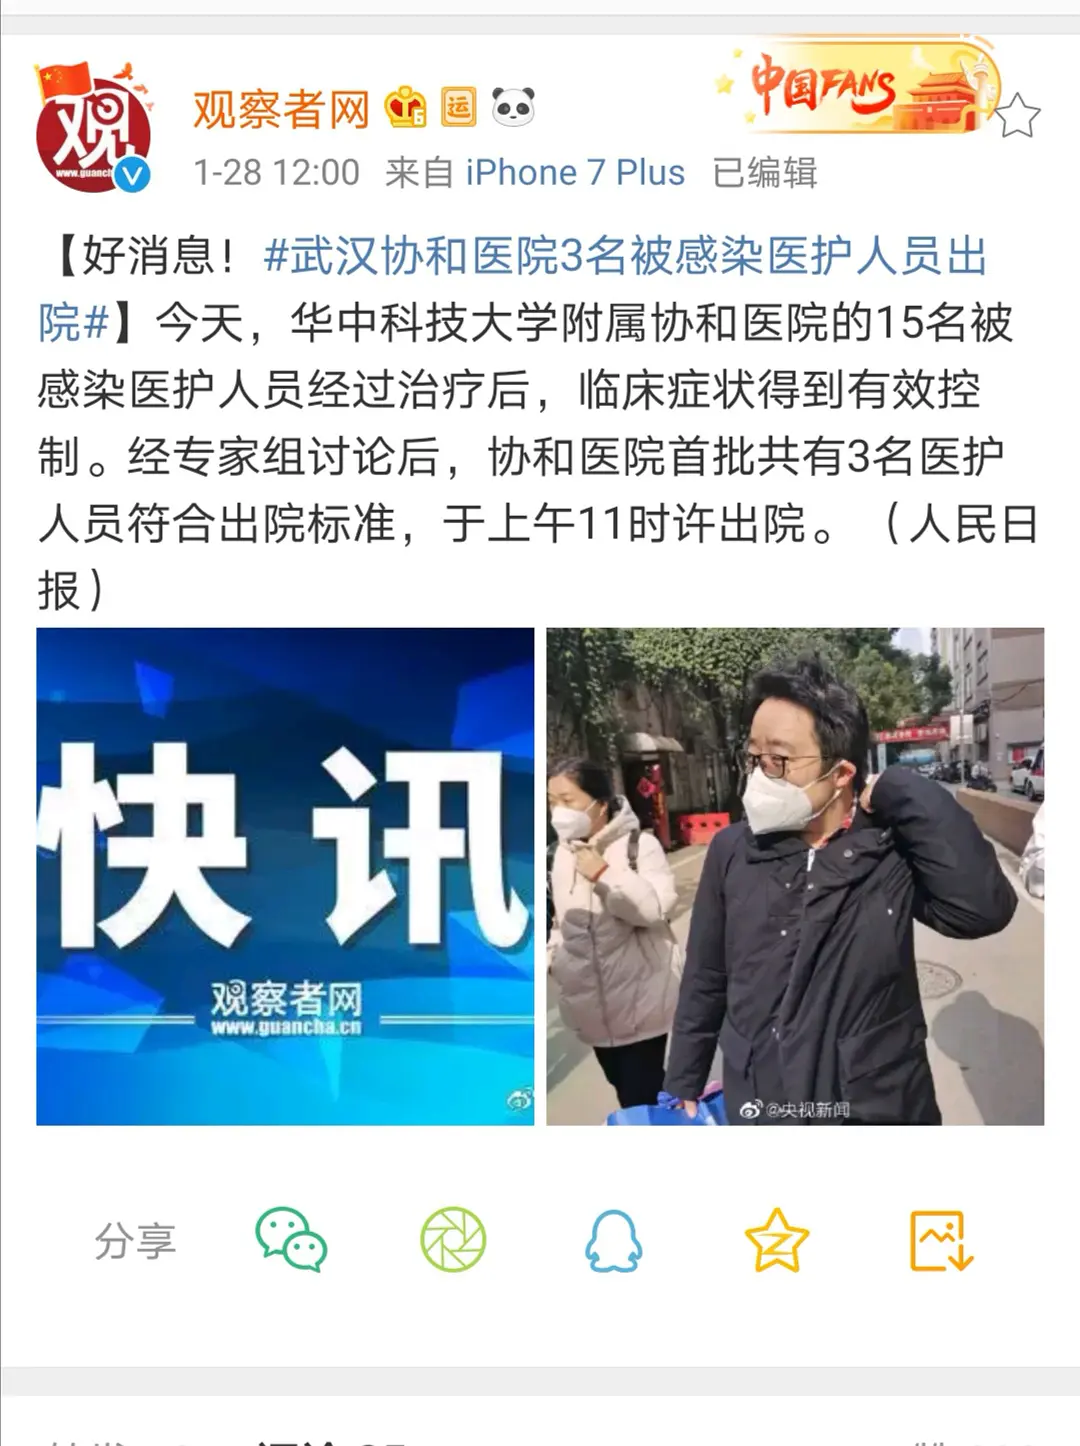 观
www.guanch
观察者网
运
中国FANS
1-28 12:00 来自 iPhone 7 Plus 已编辑
【好消息！#武汉协和医院3名被感染医护人员出
院#】今天，华中科技大学附属协和医院的15名被
感染医护人员经过治疗后，临床症状得到有效控
制。经专家组讨论后，协和医院首批共有3名医护
人员符合出院标准，于上午11时许出院。（人民日
报）
快讯
观察者网
www.guancha.cn
@央视新闻
分享